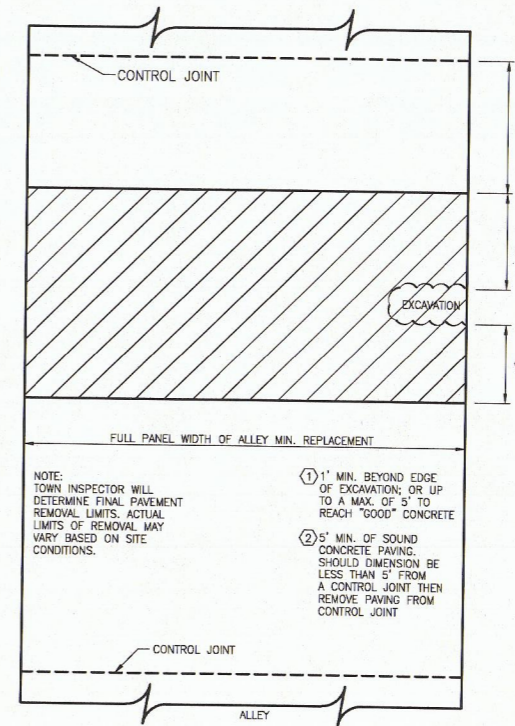 CONTROL JOINT
EXCAVATION
FULL PANEL WIDTH OF ALLEY MIN. REPLACEMENT
NOTE:
TOWN INSPECTOR WILL
DETERMINE FINAL PAVEMENT
REMOVAL LIMITS. ACTUAL
LIMITS OF REMOVAL MAY
VARY BASED ON SITE
CONDITIONS.
1 1' MIN. BEYOND EDGE
OF EXCAVATION; OR UP
TO A MAX. OF 5' TO
REACH "GOOD" CONCRETE
2 5' MIN. OF SOUND
CONCRETE PAVING.
SHOULD DIMENSION BE
LESS THAN 5' FROM
A CONTROL JOINT THEN
REMOVE PAVING FROM
CONTROL JOINT
CONTROL JOINT
ALLEY